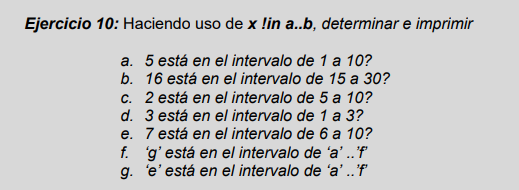 Ejercicio 10: Haciendo uso de x !in a..b, determinar e imprimir
a. 5 está en el intervalo de 1 a 10?
b. 16 está en el intervalo de 15 a 30?
c. 2 está en el intervalo de 5 a 10?
d. 3 está en el intervalo de 1 a 3?
e. 7 está en el intervalo de 6 a 10?
f. ‘g’ está en el intervalo de ‘a’ ..’f’
g. ‘e’ está en el intervalo de ‘a’ ..’f’